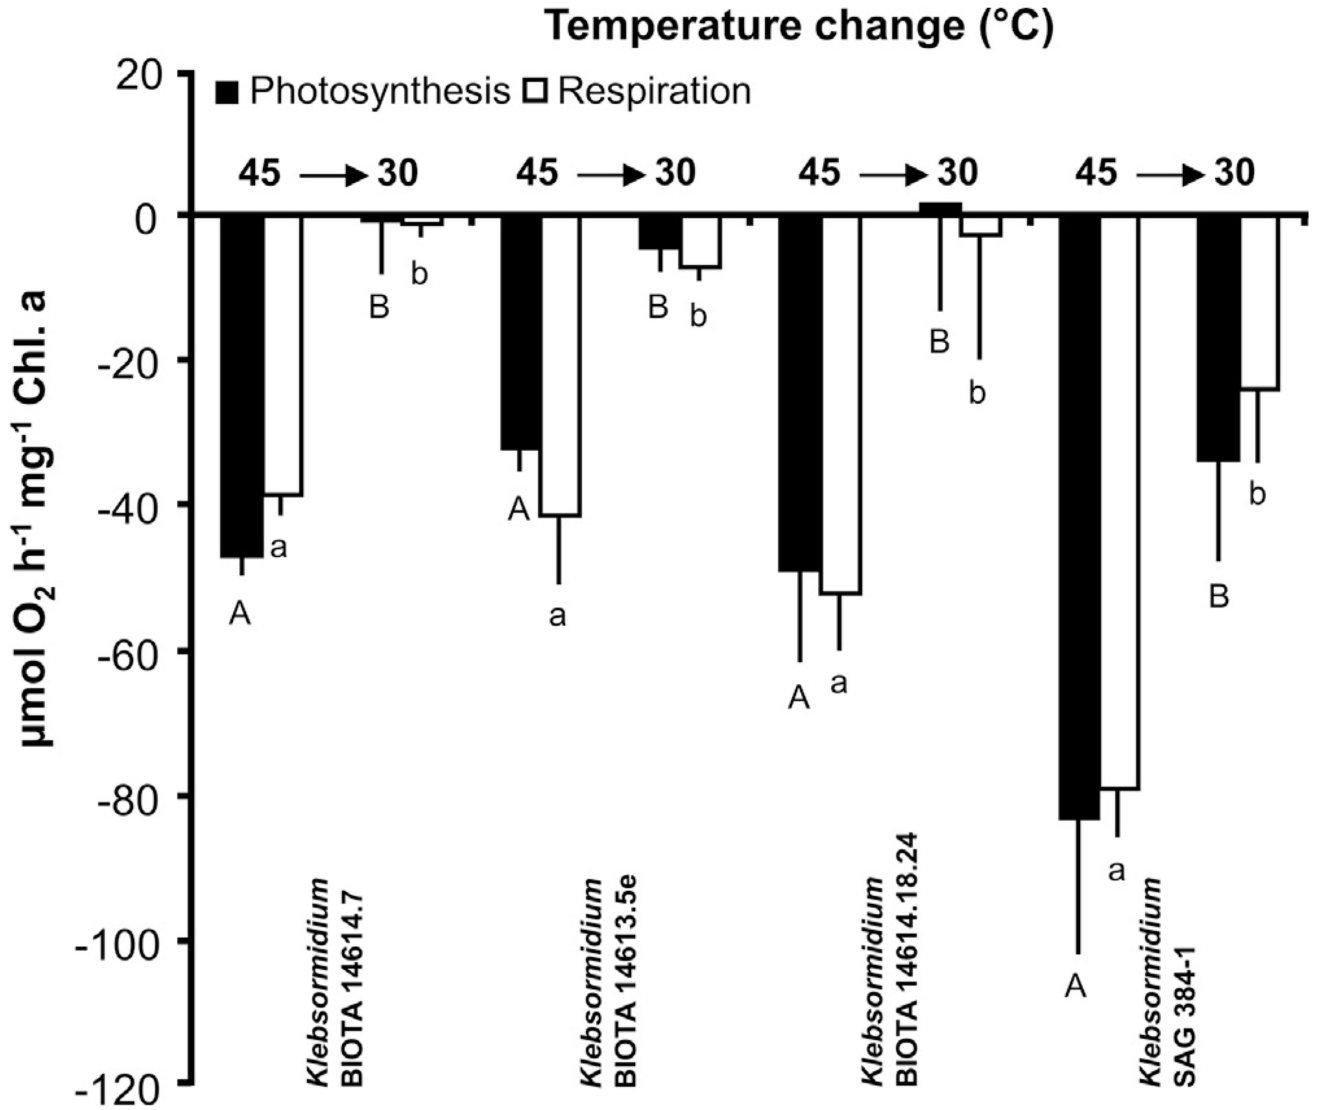 Temperature change (°C)
■ Photosynthesis □ Respiration
45 → 30 45 → 30 45 → 30 45 → 30
20
0
-20
-40
-60
-80
-100
-120
µmol O₂ h⁻¹ mg⁻¹ Chl. a
A a B b
A a B b
A a B b
A a B b
Klebsormidium
BIOTA 14614.7
Klebsormidium
BIOTA 14613.5e
Klebsormidium
BIOTA 14614.18.24
Klebsormidium
SAG 384-1